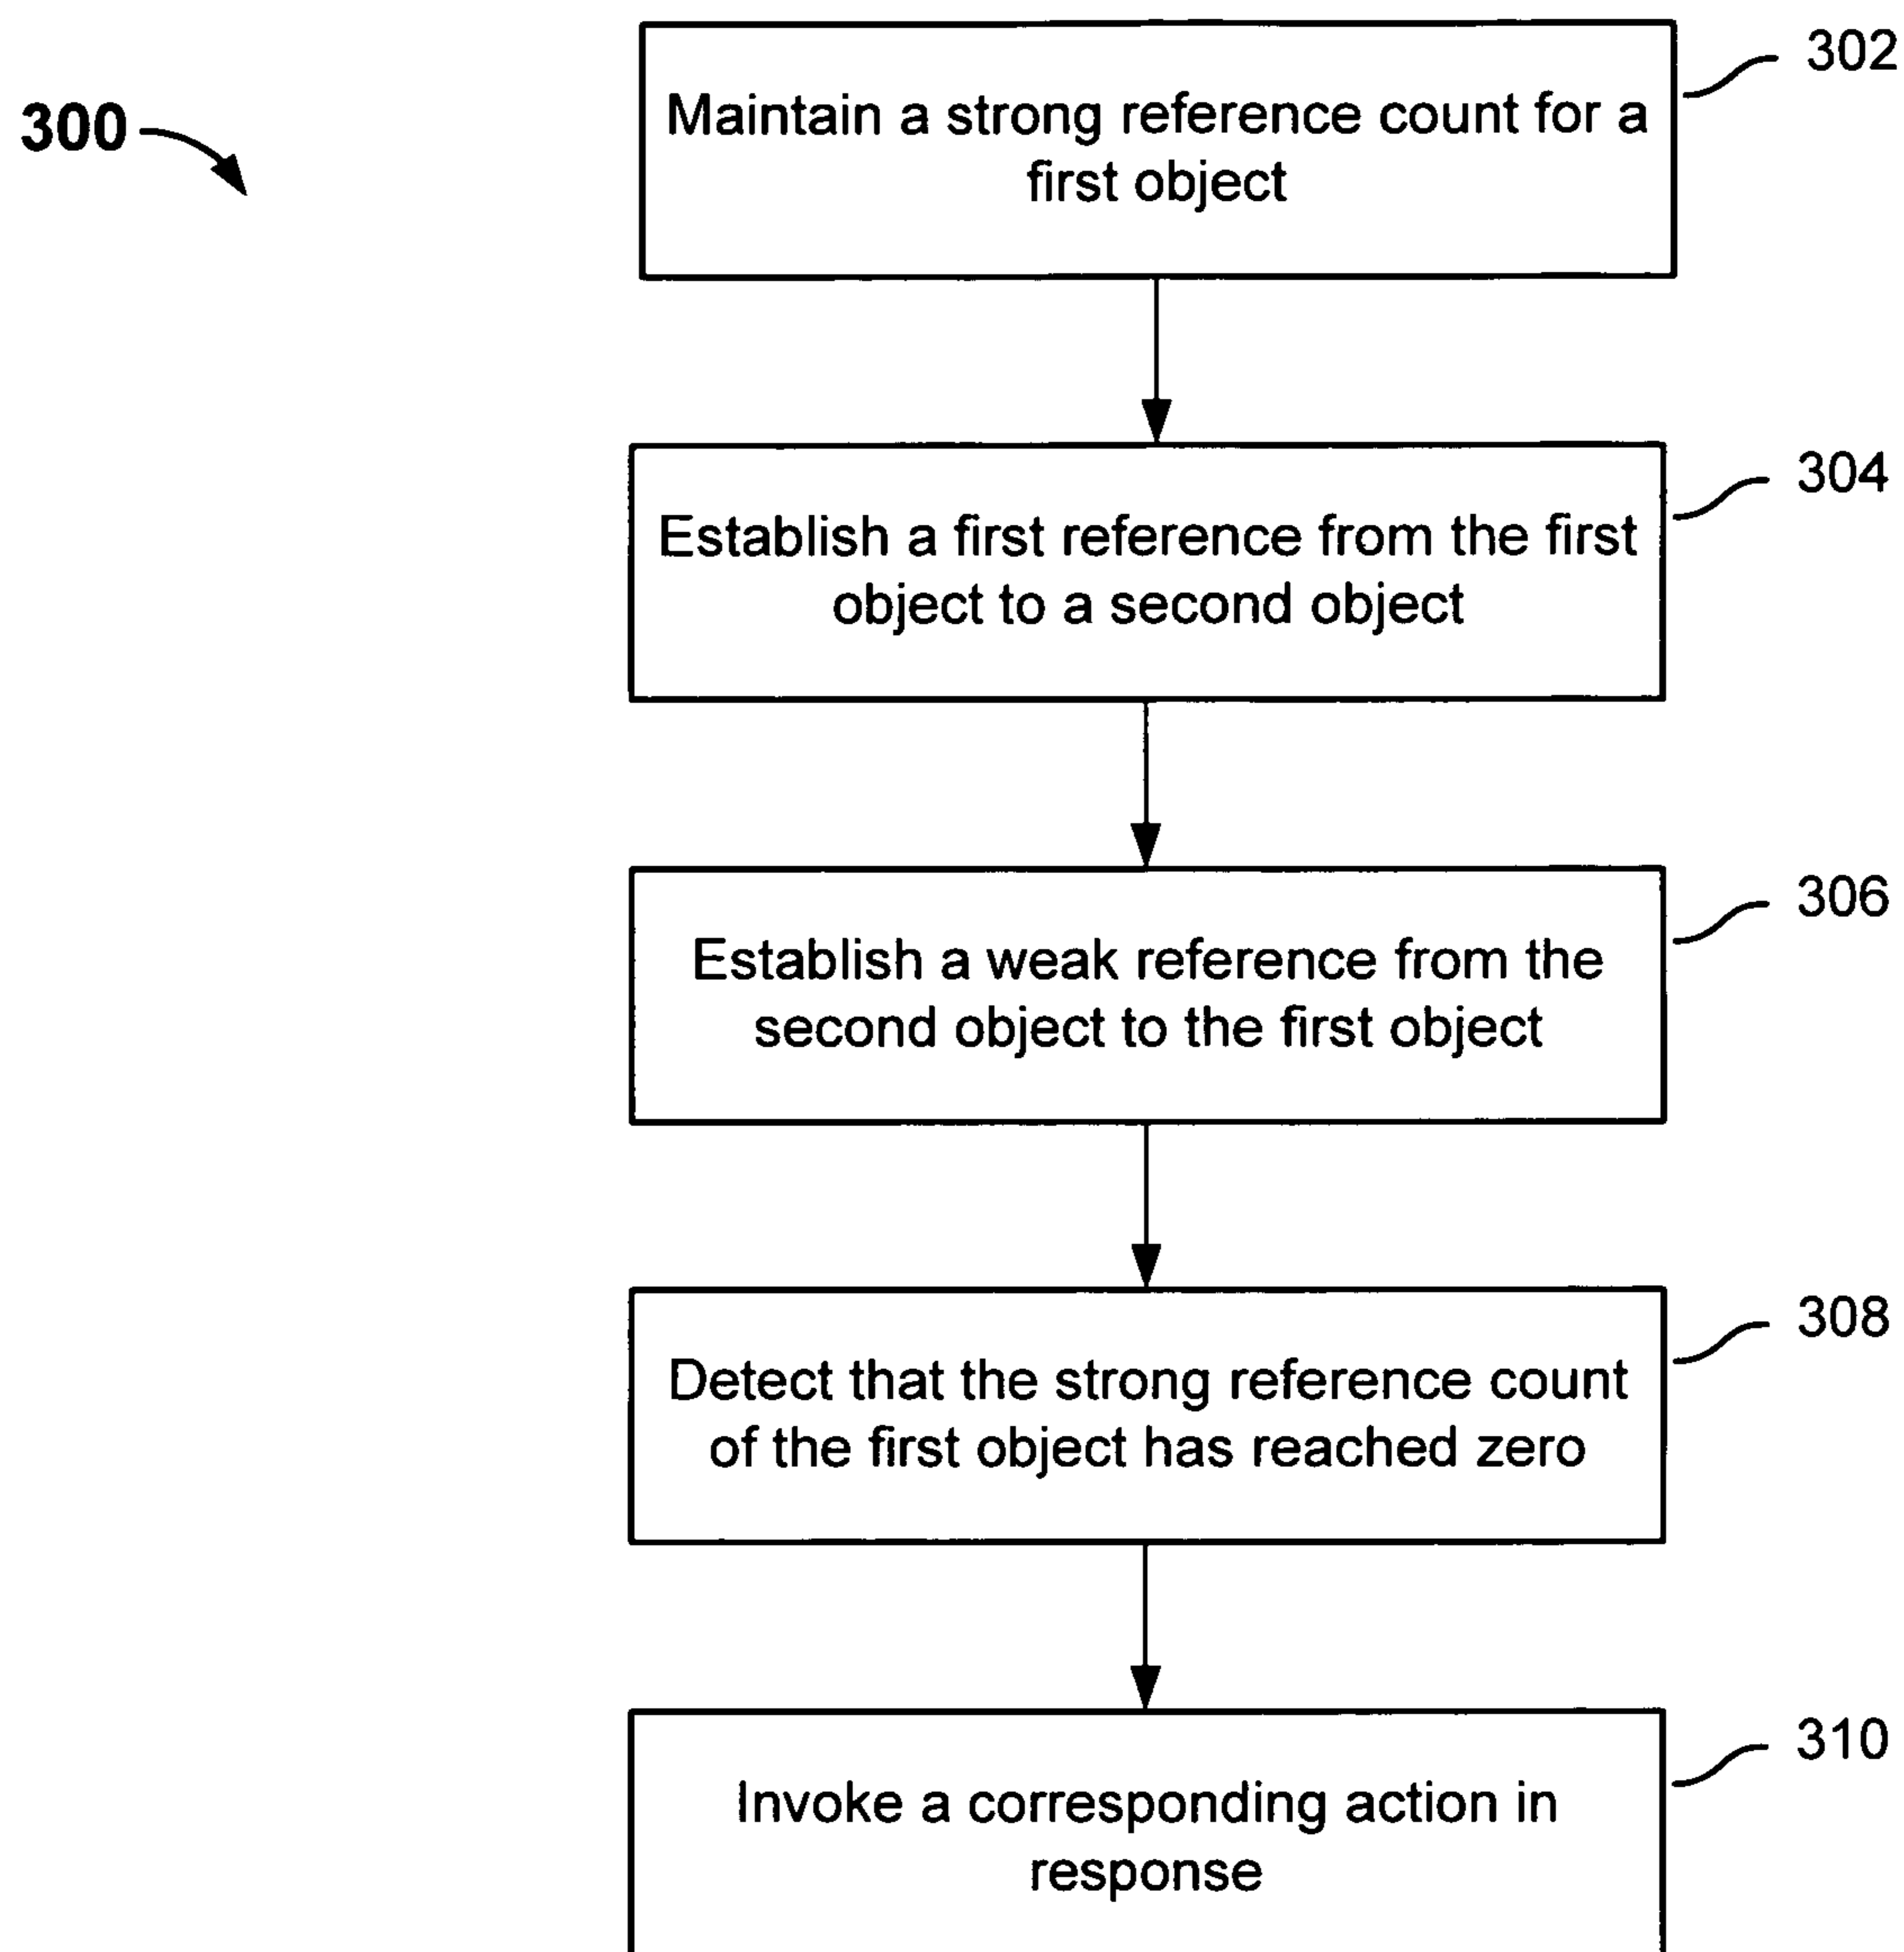 300
302
Maintain a strong reference count for a
first object
304
Establish a first reference from the first
object to a second object
306
Establish a weak reference from the
second object to the first object
308
Detect that the strong reference count
of the first object has reached zero
310
Invoke a corresponding action in
response